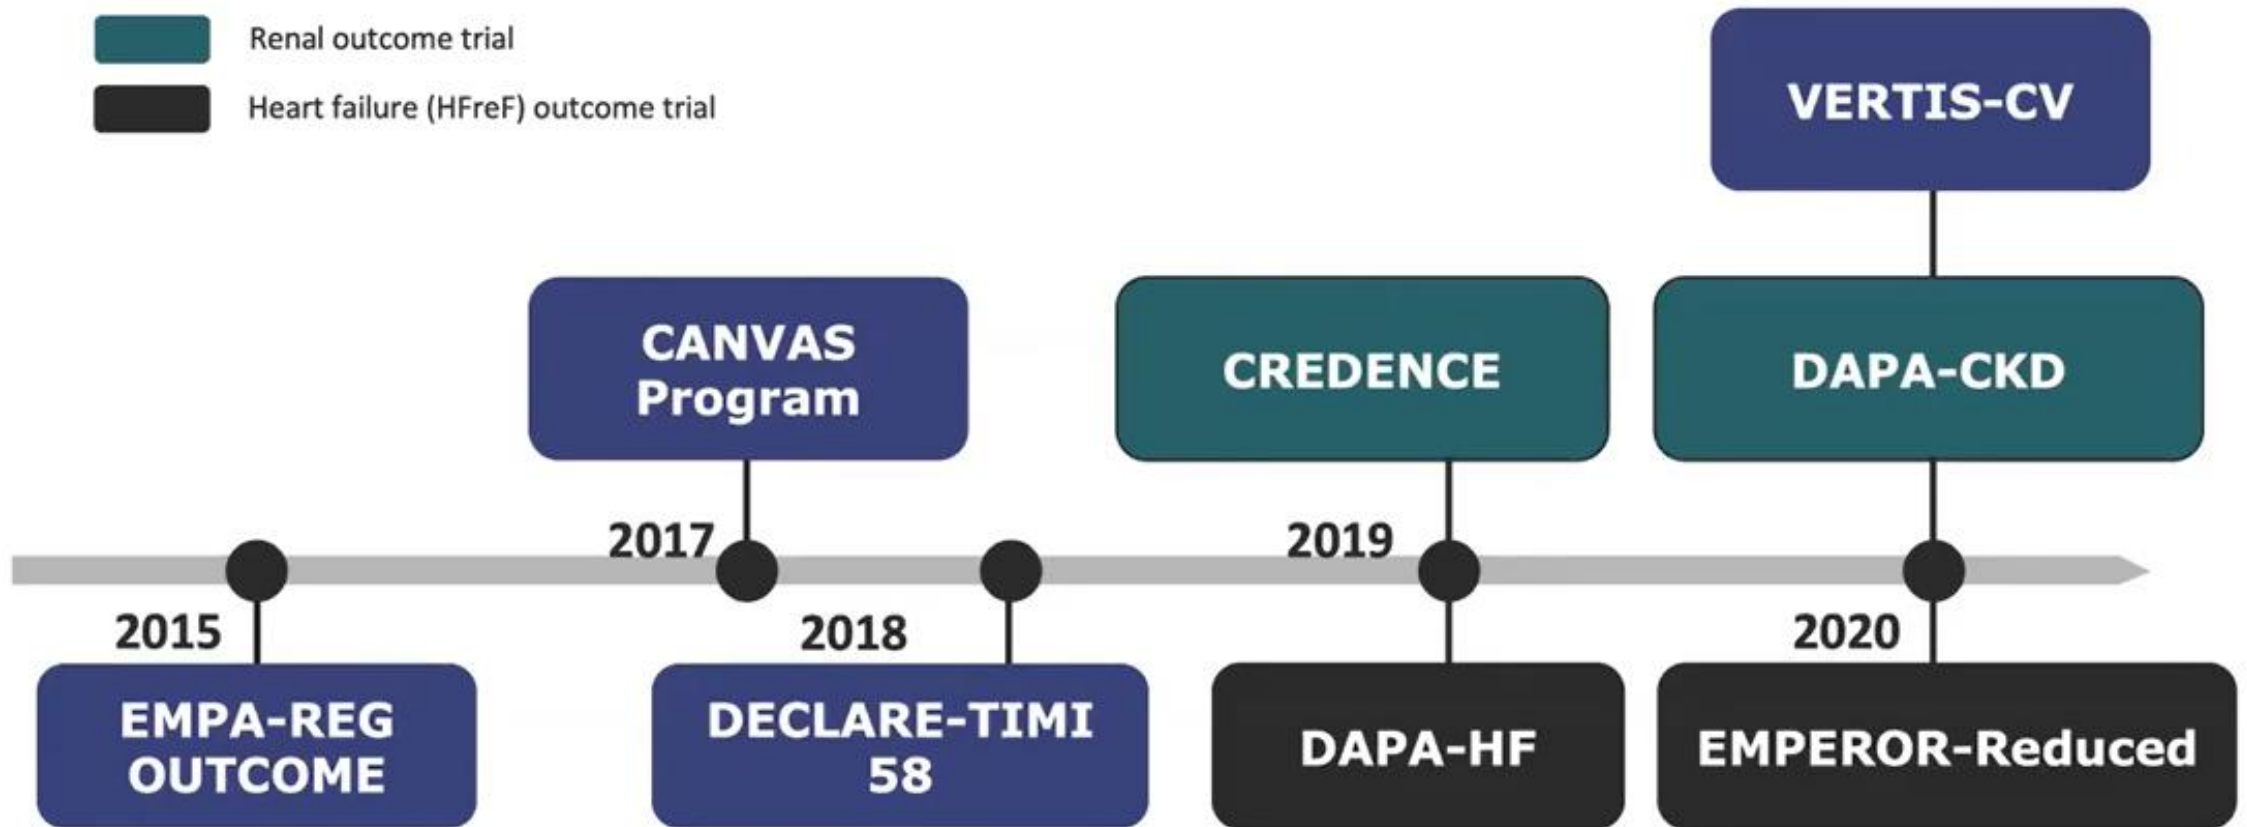 Renal outcome trial
Heart failure (HFreF) outcome trial
VERTIS-CV
CANVAS
Program
CREDENCE
DAPA-CKD
2017
2019
2015
2018
2020
EMPA-REG
OUTCOME
DECLARE-TIMI
58
DAPA-HF
EMPEROR-Reduced